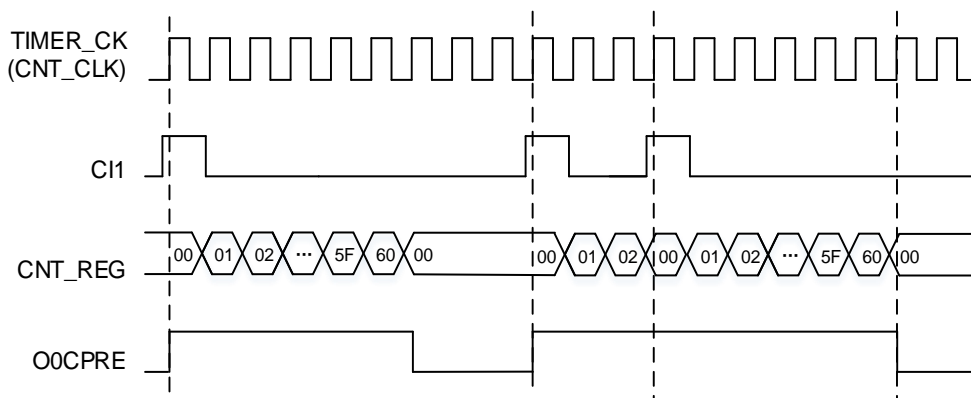 TIMER_CK
(CNT_CLK)
CI1
CNT_REG 00 01 02 ... 5F 60 00 00 01 02 00 01 02 ... 5F 60 00
O0CPRE